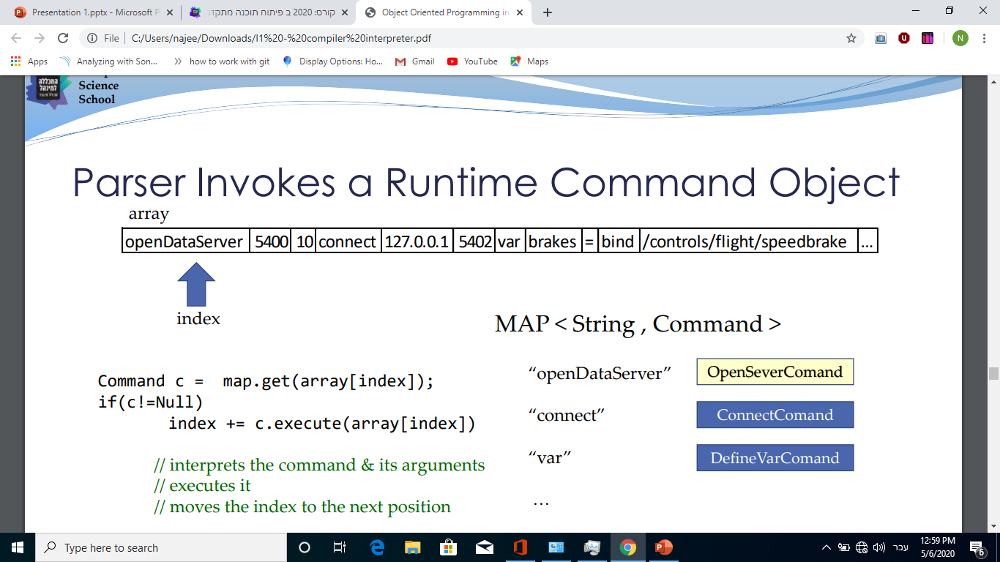 Presentation 1.pptx - Microsoft P
קורס: 2020 ב פיתוח תוכנה מתקדמ
Object Oriented Programming in
File
C:/Users/najee/Downloads/l1%20-%20compiler%20interpreter.pdf
N
Apps
Analyzing with Son...
how to work with git
Display Options: Ho...
Gmail
YouTube
Maps
המכללה
למינהל
Science
School
Parser Invokes a Runtime Command Object
array
openDataServer 5400 10 connect 127.0.0.1 5402 var brakes = bind /controls/flight/speedbrake ...
index
MAP < String , Command >
“openDataServer” OpenSeverComand
“connect” ConnectComand
“var” DefineVarComand
…
Command c = map.get(array[index]);
if(c!=Null)
index += c.execute(array[index])
// interprets the command & its arguments
// executes it
// moves the index to the next position
Type here to search
עבר
12:59 PM
5/6/2020
6